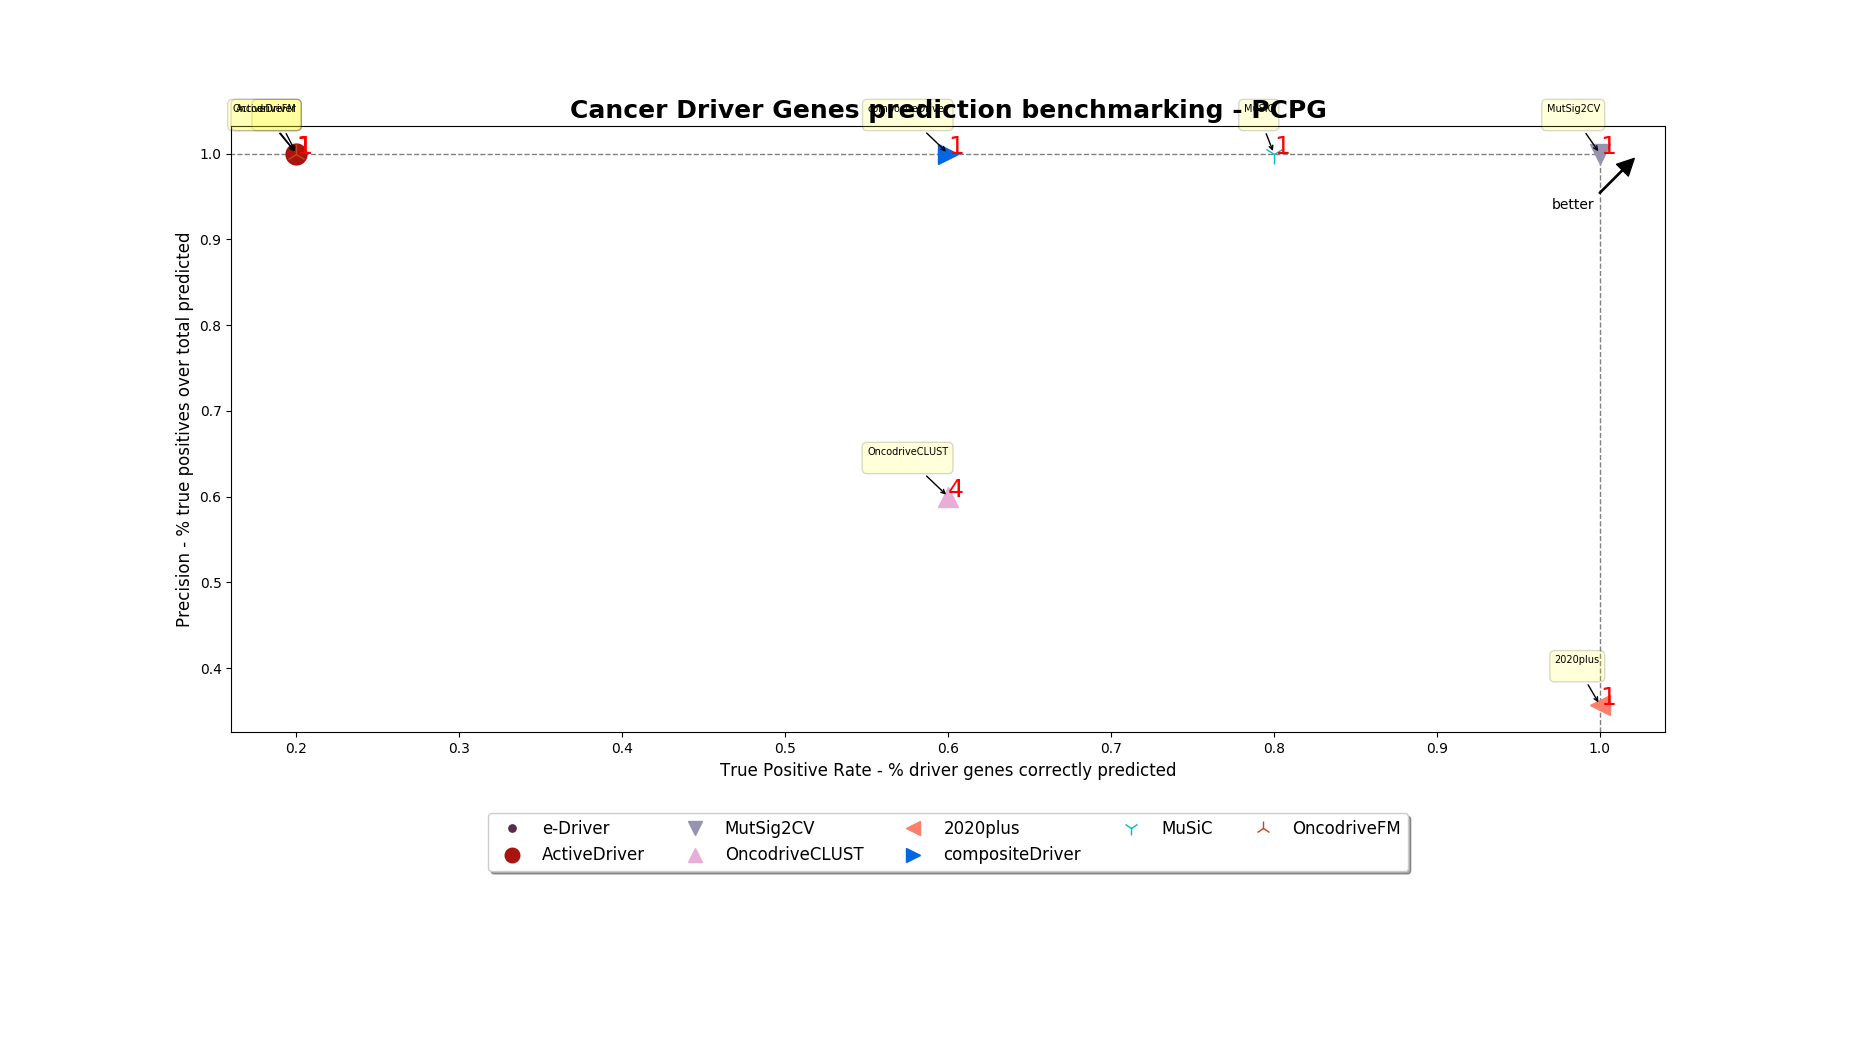 Cancer Driver Genes prediction benchmarking - PCPG
MuSiC
MutSig2CV
1
1
1
1
better
OncodriveCLUST
4
2020plus
1
1.0
0.9
0.8
0.7
0.6
0.5
0.4
Precision - % true positives over total predicted
0.2
0.3
0.4
0.5
0.6
0.7
0.8
0.9
1.0
True Positive Rate - % driver genes correctly predicted
e-Driver
MutSig2CV
2020plus
MuSiC
OncodriveFM
ActiveDriver
OncodriveCLUST
compositeDriver